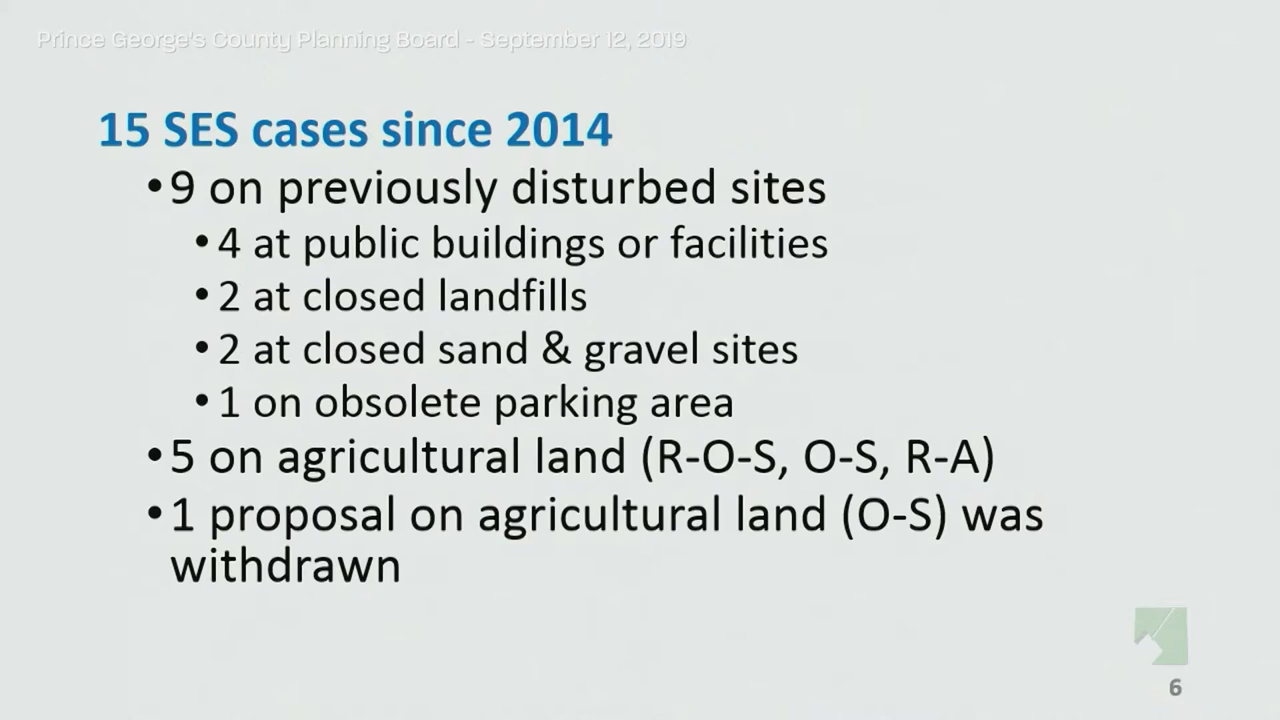 Prince George's County Planning Board - September 12, 2019
15 SES cases since 2014
•9 on previously disturbed sites
•4 at public buildings or facilities
•2 at closed landfills
•2 at closed sand & gravel sites
•1 on obsolete parking area
•5 on agricultural land (R-O-S, O-S, R-A)
•1 proposal on agricultural land (O-S) was
withdrawn
6